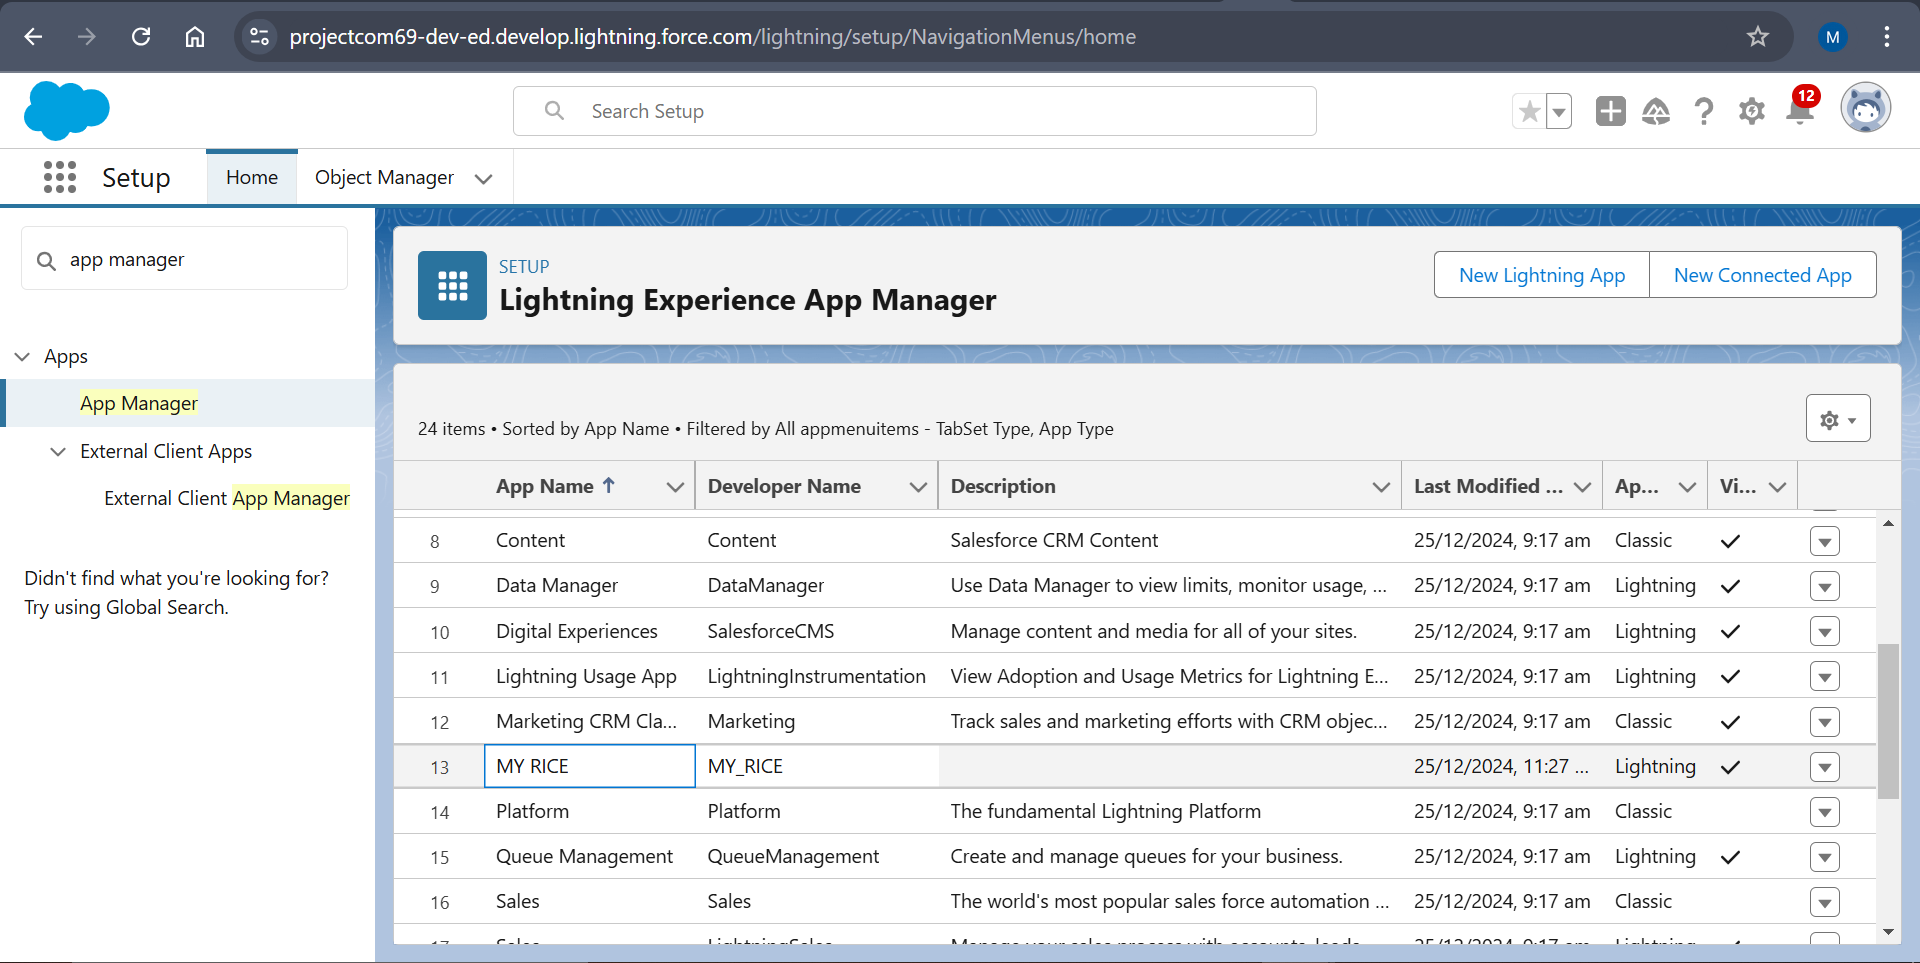 projectcom69-dev-ed.develop.lightning.force.com/lightning/setup/NavigationMenus/home
M
Search Setup
12
Setup
Home
Object Manager
app manager
Apps
App Manager
External Client Apps
External Client App Manager
Didn't find what you're looking for?
Try using Global Search.
SETUP
Lightning Experience App Manager
New Lightning App
New Connected App
24 items • Sorted by App Name • Filtered by All appmenuitems - TabSet Type, App Type
App Name Developer Name Description Last Modified ... Ap... Vi...
8 Content Content Salesforce CRM Content 25/12/2024, 9:17 am Classic
9 Data Manager DataManager Use Data Manager to view limits, monitor usage, ... 25/12/2024, 9:17 am Lightning
10 Digital Experiences SalesforceCMS Manage content and media for all of your sites. 25/12/2024, 9:17 am Lightning
11 Lightning Usage App LightningInstrumentation View Adoption and Usage Metrics for Lightning E... 25/12/2024, 9:17 am Lightning
12 Marketing CRM Cla... Marketing Track sales and marketing efforts with CRM objec... 25/12/2024, 9:17 am Classic
13 MY RICE MY_RICE 25/12/2024, 11:27 ... Lightning
14 Platform Platform The fundamental Lightning Platform 25/12/2024, 9:17 am Classic
15 Queue Management QueueManagement Create and manage queues for your business. 25/12/2024, 9:17 am Lightning
16 Sales Sales The world's most popular sales force automation ... 25/12/2024, 9:17 am Classic